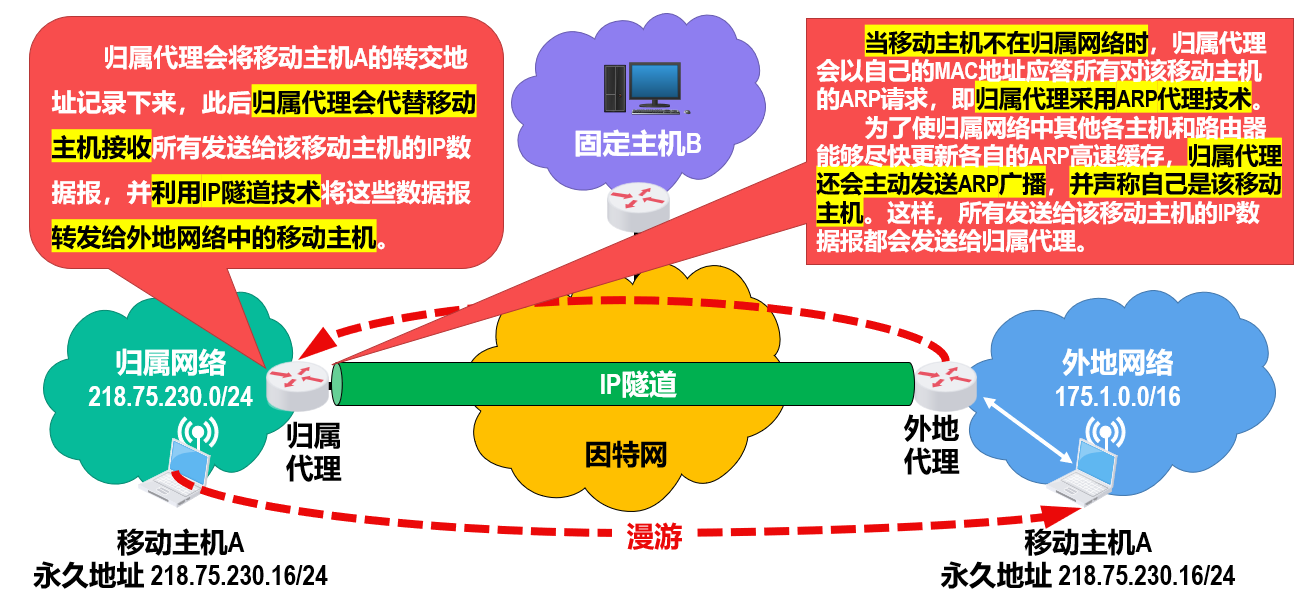 归属代理会将移动主机A的转交地
址记录下来，此后归属代理会代替移动
主机接收所有发送给该移动主机的IP数
据报，并利用IP隧道技术将这些数据报
转发给外地网络中的移动主机。
当移动主机不在归属网络时，归属代理
会以自己的MAC地址应答所有对该移动主机
的ARP请求，即归属代理采用ARP代理技术。
为了使归属网络中其他各主机和路由器
能够尽快更新各自的ARP高速缓存，归属代理
还会主动发送ARP广播，并声称自己是该移动
主机。这样，所有发送给该移动主机的IP数
据报都会发送给归属代理。
固定主机B
归属网络
218.75.230.0/24
IP隧道
外地网络
175.1.0.0/16
归属
代理
因特网
外地
代理
漫游
移动主机A
永久地址 218.75.230.16/24
移动主机A
永久地址 218.75.230.16/24